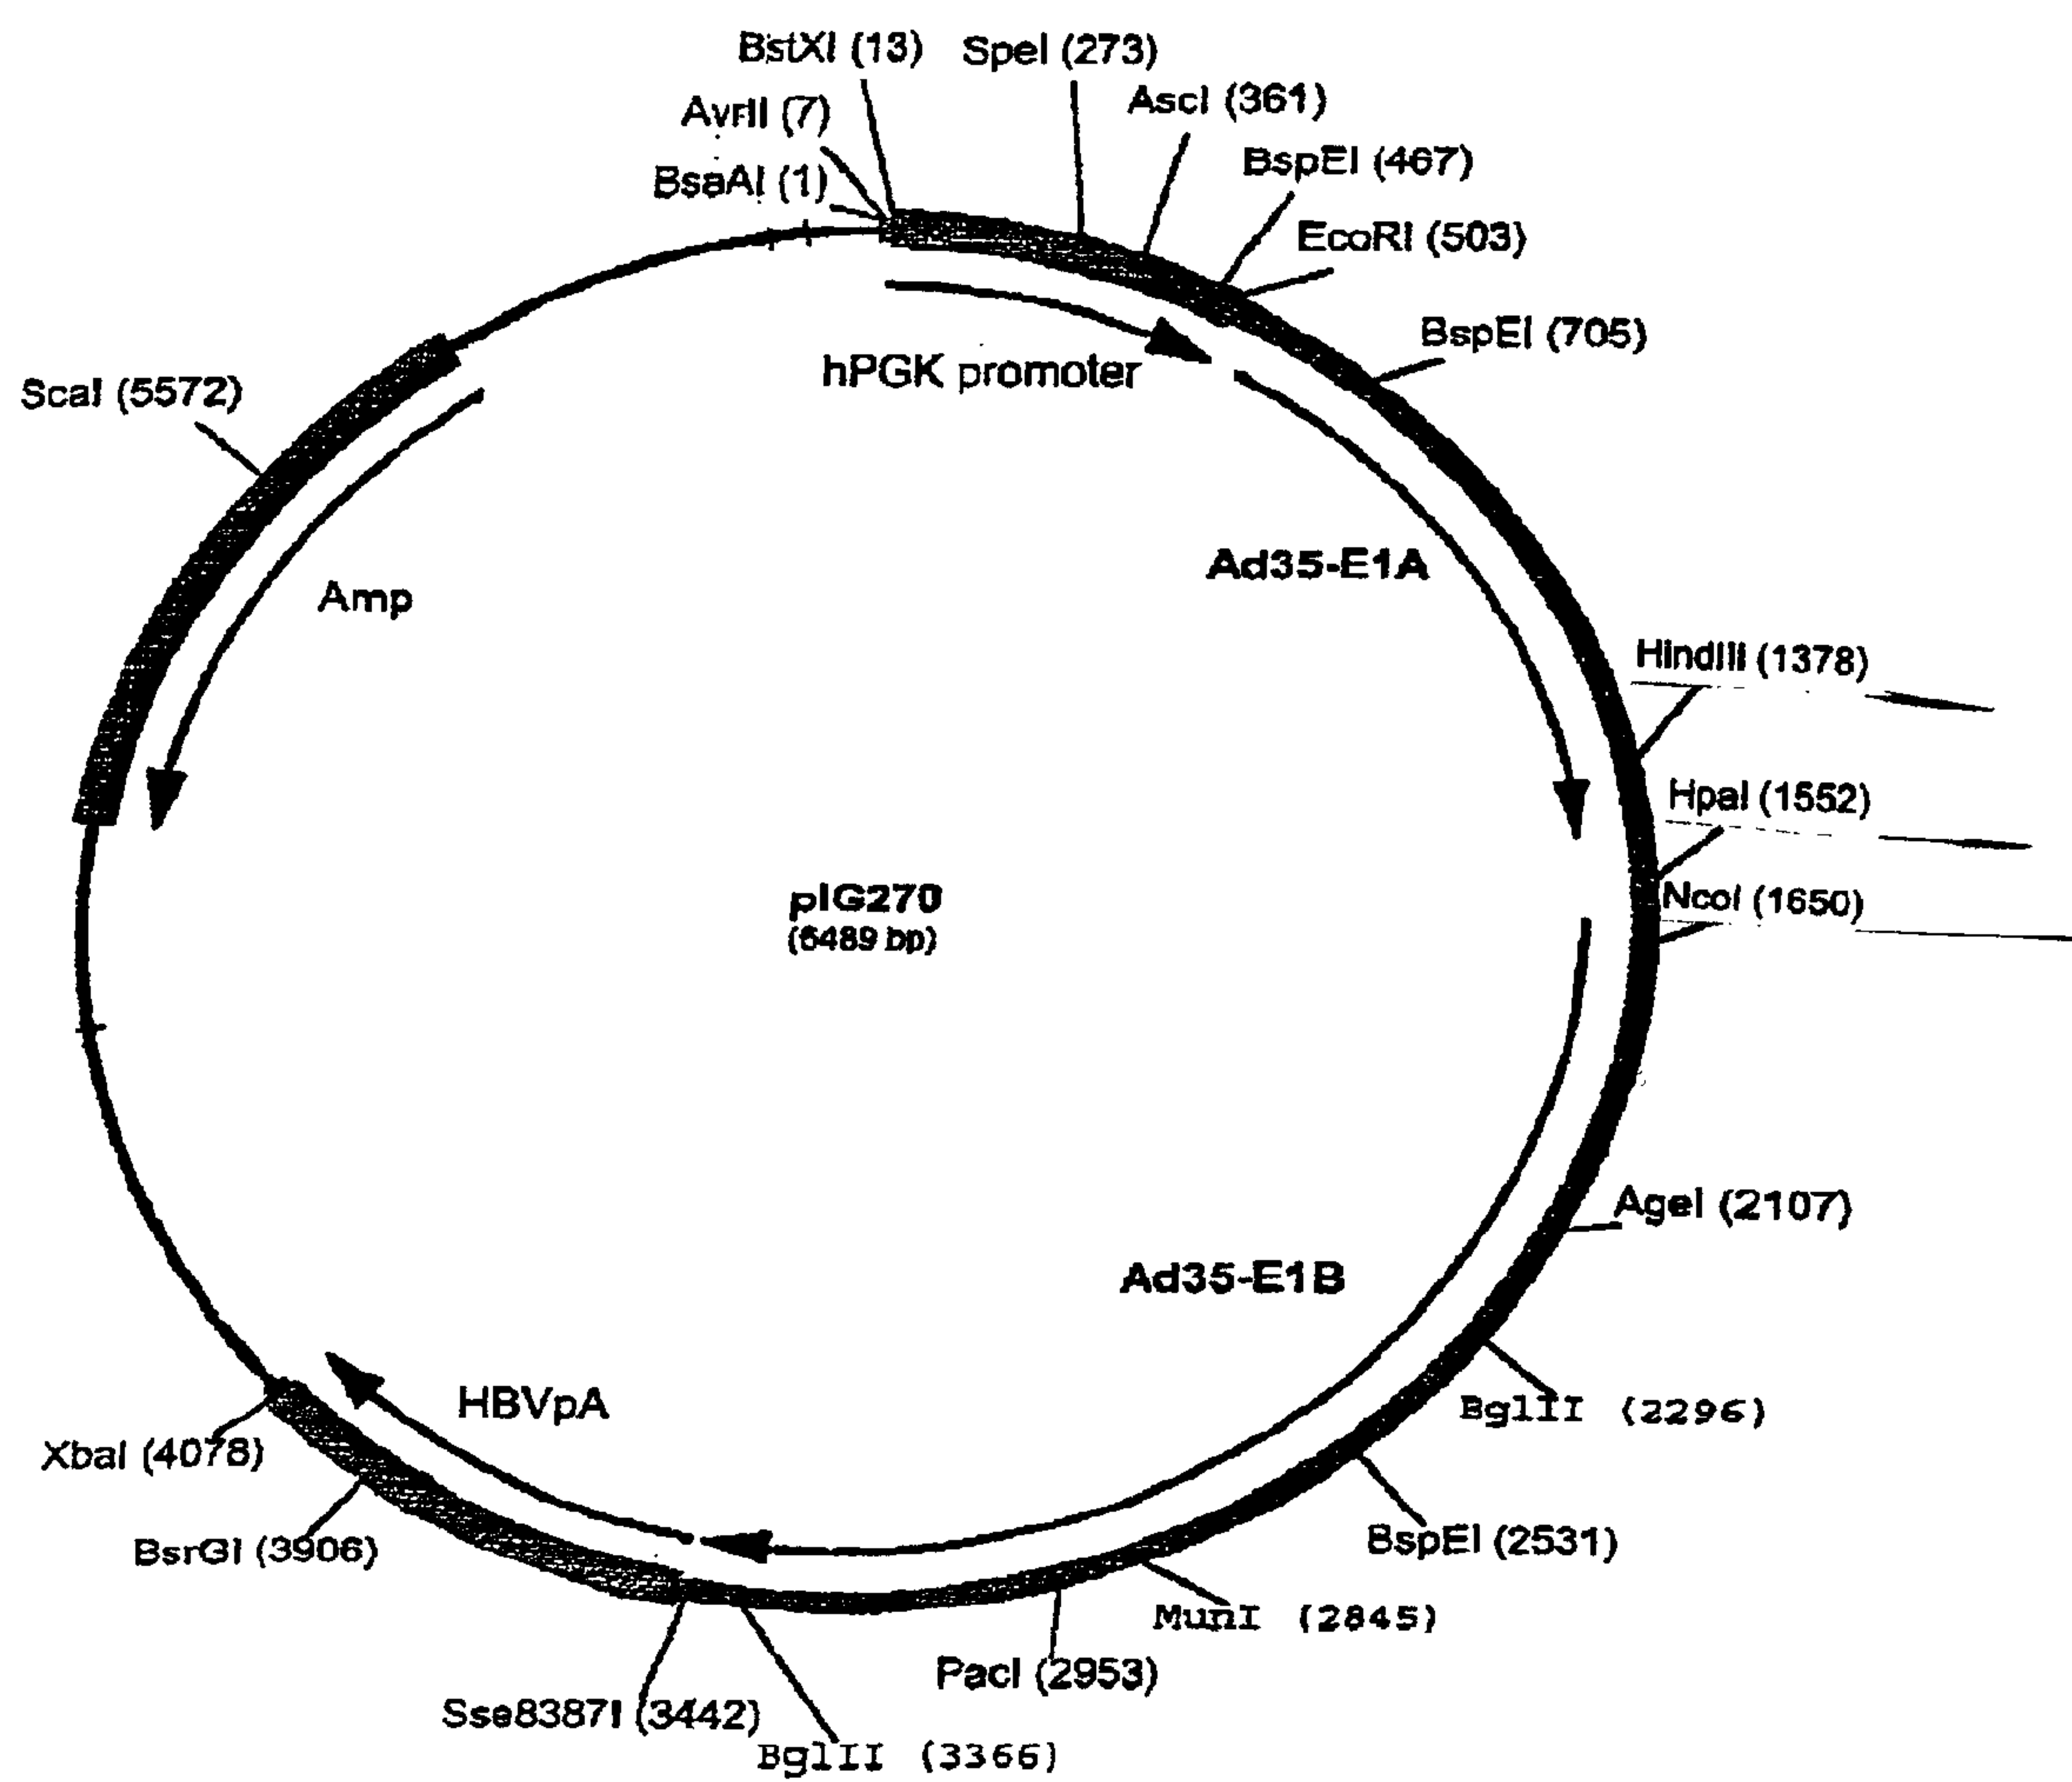 BstXI (13)
SpeI (273)
AvrII (7)
AscI (361)
BsaAI (1)
BspEI (467)
EcoRI (503)
BspEI (705)
hPGK promoter
ScaI (5572)
Ad35-E1A
Amp
HindIII (1378)
HpaI (1552)
pIG270
(6489 bp)
NcoI (1650)
AgeI (2107)
Ad35-E1B
HBVpA
BglII (2296)
XbaI (4078)
BsrGI (3906)
BspEI (2531)
MunI (2845)
PacI (2953)
Sse8387I (3442)
BglII (3366)